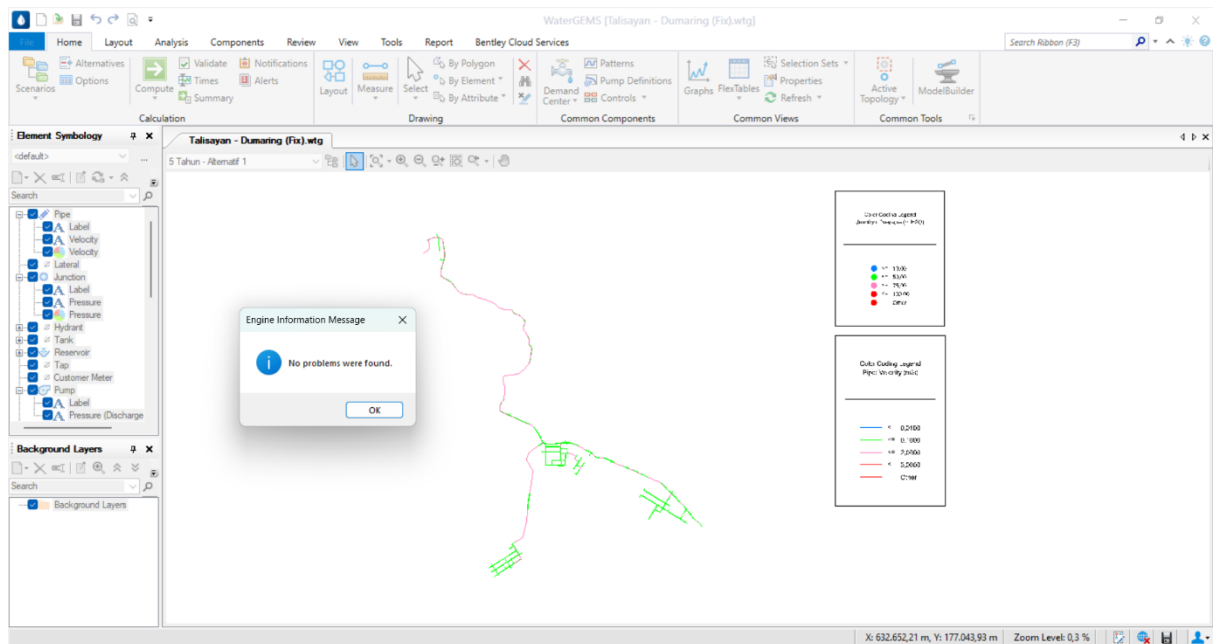 WaterGEMS [Talisayan - Dumaring (Fix).wtg]
File Home Layout Analysis Components Review View Tools Report Bentley Cloud Services
Search Ribbon (F3)
Scenarios
Alternatives
Options
Compute
Validate
Times
Summary
Notifications
Alerts
Calculation
Layout
Measure
Select
By Polygon
By Element
By Attribute
Drawing
Demand
Center
Patterns
Pump Definitions
Controls
Common Components
Graphs
FlexTables
Selection Sets
Properties
Refresh
Common Views
Active
Topology
ModelBuilder
Common Tools
Element Symbology
<default>
...
Search
Pipe
Label
Velocity
Velocity
Lateral
Junction
Label
Pressure
Pressure
Hydrant
Tank
Reservoir
Tap
Customer Meter
Pump
Label
Pressure (Discharge
Background Layers
Search
Background Layers
Talisayan - Dumaring (Fix).wtg
5 Tahun - Alternatif 1
Engine Information Message
No problems were found.
OK
Color Coding Legend
Color Coding Legend
Other
Other
X: 632.652,21 m, Y: 177.043,93 m
Zoom Level: 0,3 %